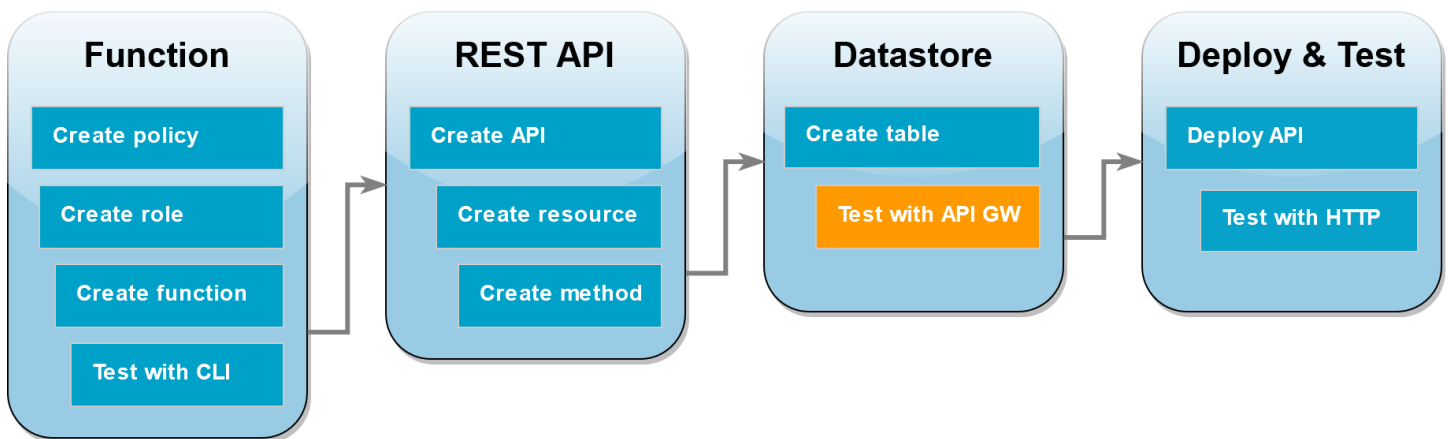 Function
Create policy
Create role
Create function
Test with CLI
REST API
Create API
Create resource
Create method
Datastore
Create table
Test with API GW
Deploy & Test
Deploy API
Test with HTTP